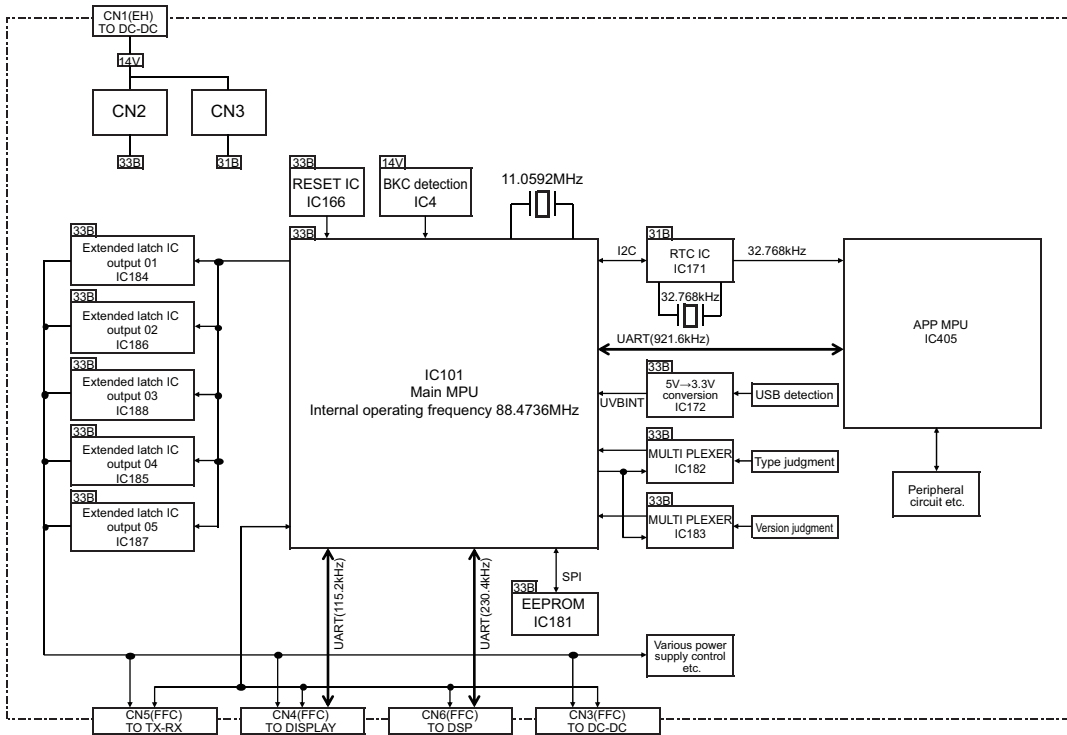 CN1(EH)
TO DC-DC
14V
CN2
CN3
33B
31B
33B
RESET IC
IC166
14V
BKC detection
IC4
11.0592MHz
33B
Extended latch IC
output 01
IC184
33B
Extended latch IC
output 02
IC186
33B
Extended latch IC
output 03
IC188
33B
Extended latch IC
output 04
IC185
33B
Extended latch IC
output 05
IC187
33B
IC101
Main MPU
Internal operating frequency 88.4736MHz
I2C
31B
RTC IC
IC171
32.768kHz
32.768kHz
UART(921.6kHz)
APP MPU
IC405
UVBINT
33B
5V→3.3V
conversion
IC172
USB detection
33B
MULTI PLEXER
IC182
Type judgment
33B
MULTI PLEXER
IC183
Version judgment
Peripheral
circuit etc.
UART(115.2kHz)
UART(230.4kHz)
SPI
33B
EEPROM
IC181
Various power
supply control
etc.
CN5(FFC)
TO TX-RX
CN4(FFC)
TO DISPLAY
CN6(FFC)
TO DSP
CN3(FFC)
TO DC-DC